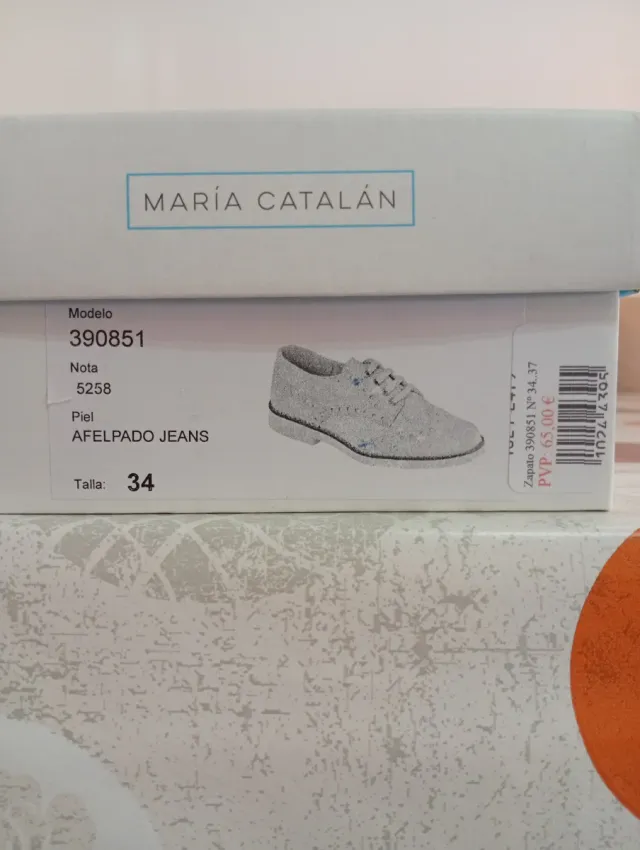 MARÍA CATALÁN
Modelo
390851
Nota
5258
Piel
AFELPADO JEANS
Talla: 34
Zapato 390851 Nº 34..37
PVP: 65,00 €